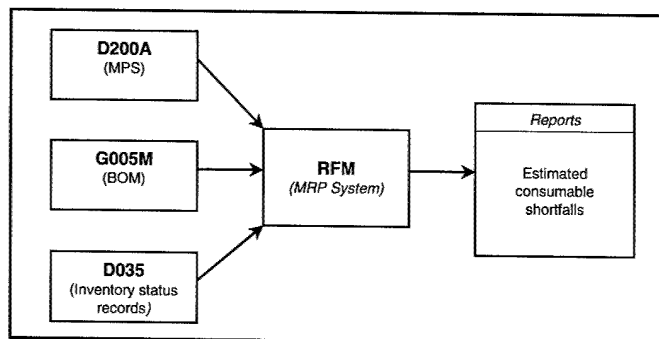 D200A
(MPS)
G005M
(BOM)
D035
(Inventory status
records)
RFM
(MRP System)
Reports
Estimated
consumable
shortfalls